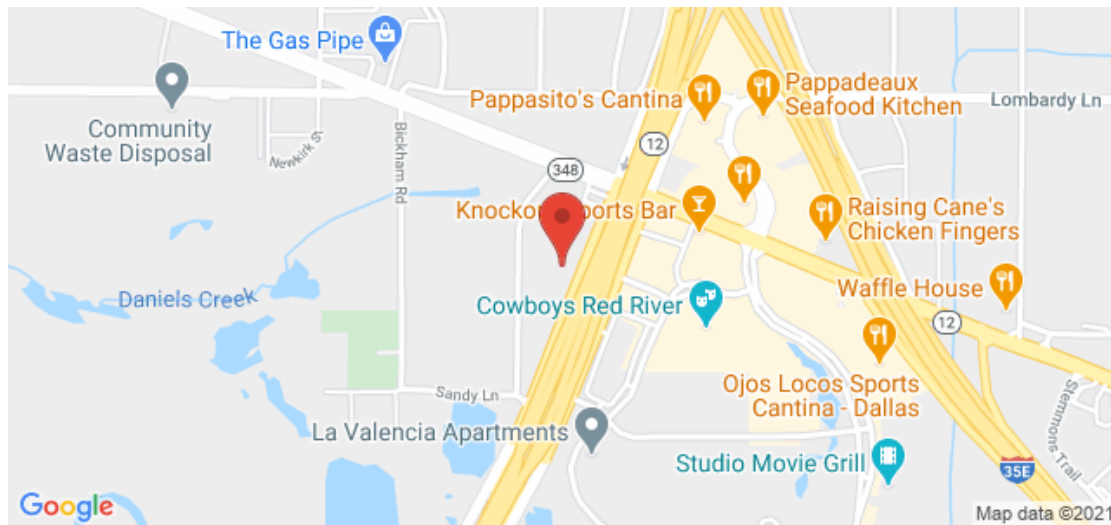 The Gas Pipe
Community
Waste Disposal
Newkirk St
Bickham Rd
Pappasito's Cantina
Pappadeaux
Seafood Kitchen
Lombardy Ln
12
348
Sports Bar
Raising Cane's
Chicken Fingers
Daniels Creek
Cowboys Red River
Waffle House
12
Sandy Ln
Ojos Locos Sports
Cantina - Dallas
La Valencia Apartments
Studio Movie Grill
Stemmons Trail
35E
Google
Map data ©2021